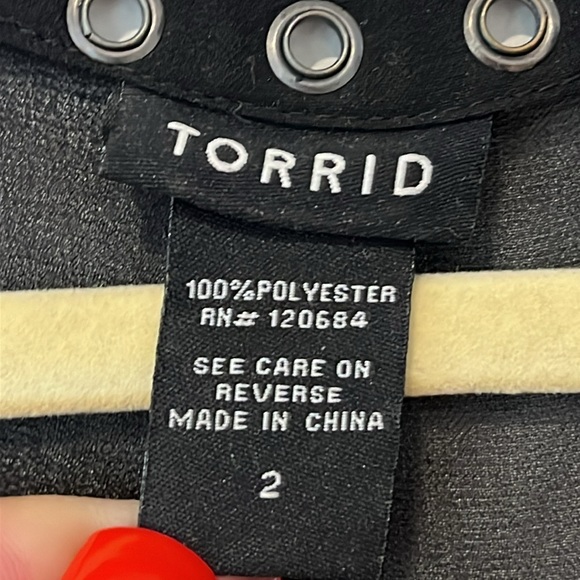 TORRID
100%POLYESTER
RN# 120684
SEE CARE ON
REVERSE
MADE IN CHINA
2